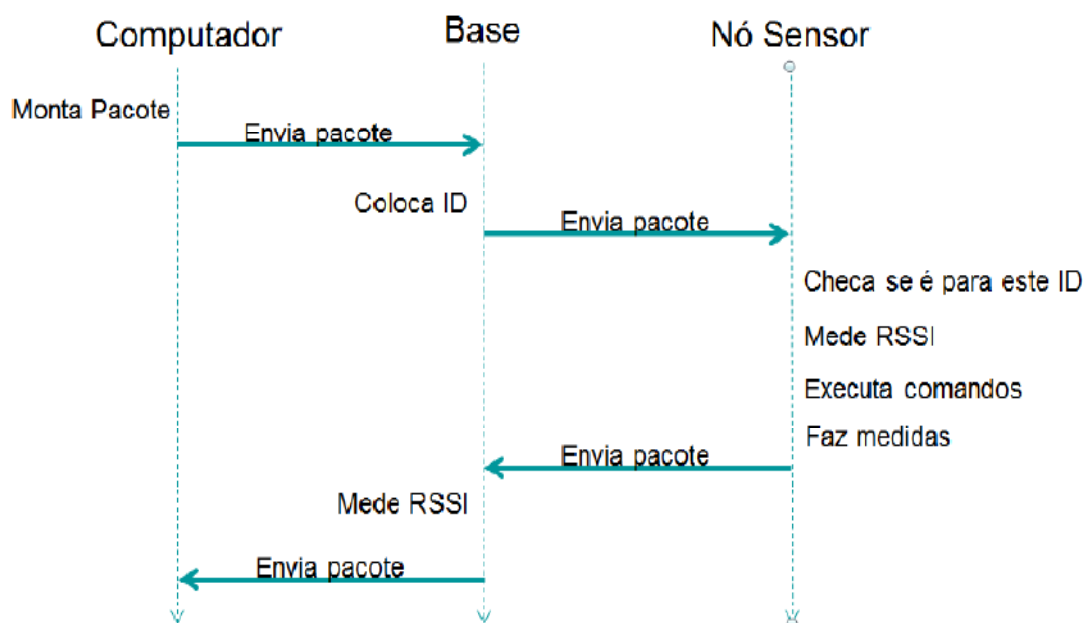 Computador
Base
Nó Sensor
Monta Pacote
Envia pacote
Coloca ID
Envia pacote
Checa se é para este ID
Mede RSSI
Executa comandos
Faz medidas
Envia pacote
Mede RSSI
Envia pacote